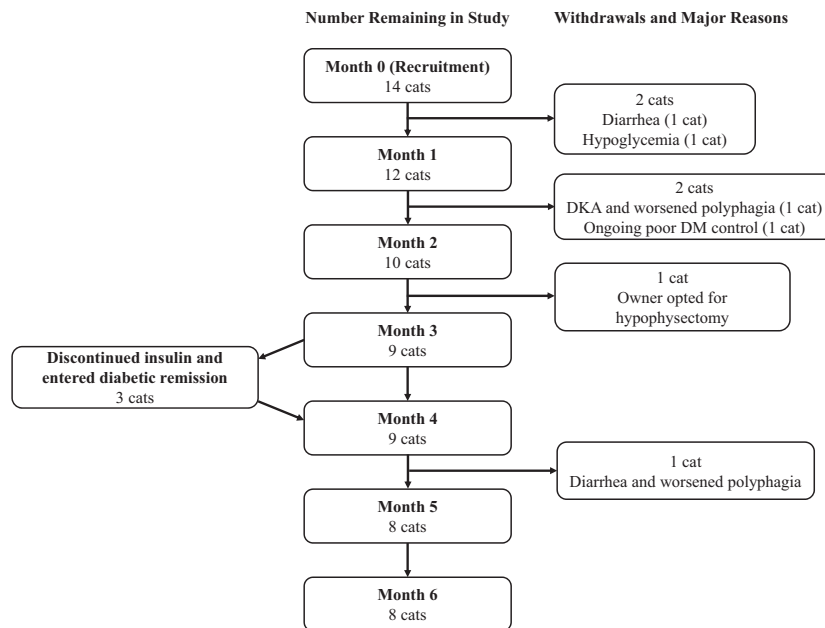 Number Remaining in Study
Withdrawals and Major Reasons
Month 0 (Recruitment)
14 cats
2 cats
Diarrhea (1 cat)
Hypoglycemia (1 cat)
Month 1
12 cats
2 cats
DKA and worsened polyphagia (1 cat)
Ongoing poor DM control (1 cat)
Month 2
10 cats
1 cat
Owner opted for
hypophysectomy
Month 3
9 cats
Discontinued insulin and
entered diabetic remission
3 cats
Month 4
9 cats
1 cat
Diarrhea and worsened polyphagia
Month 5
8 cats
Month 6
8 cats